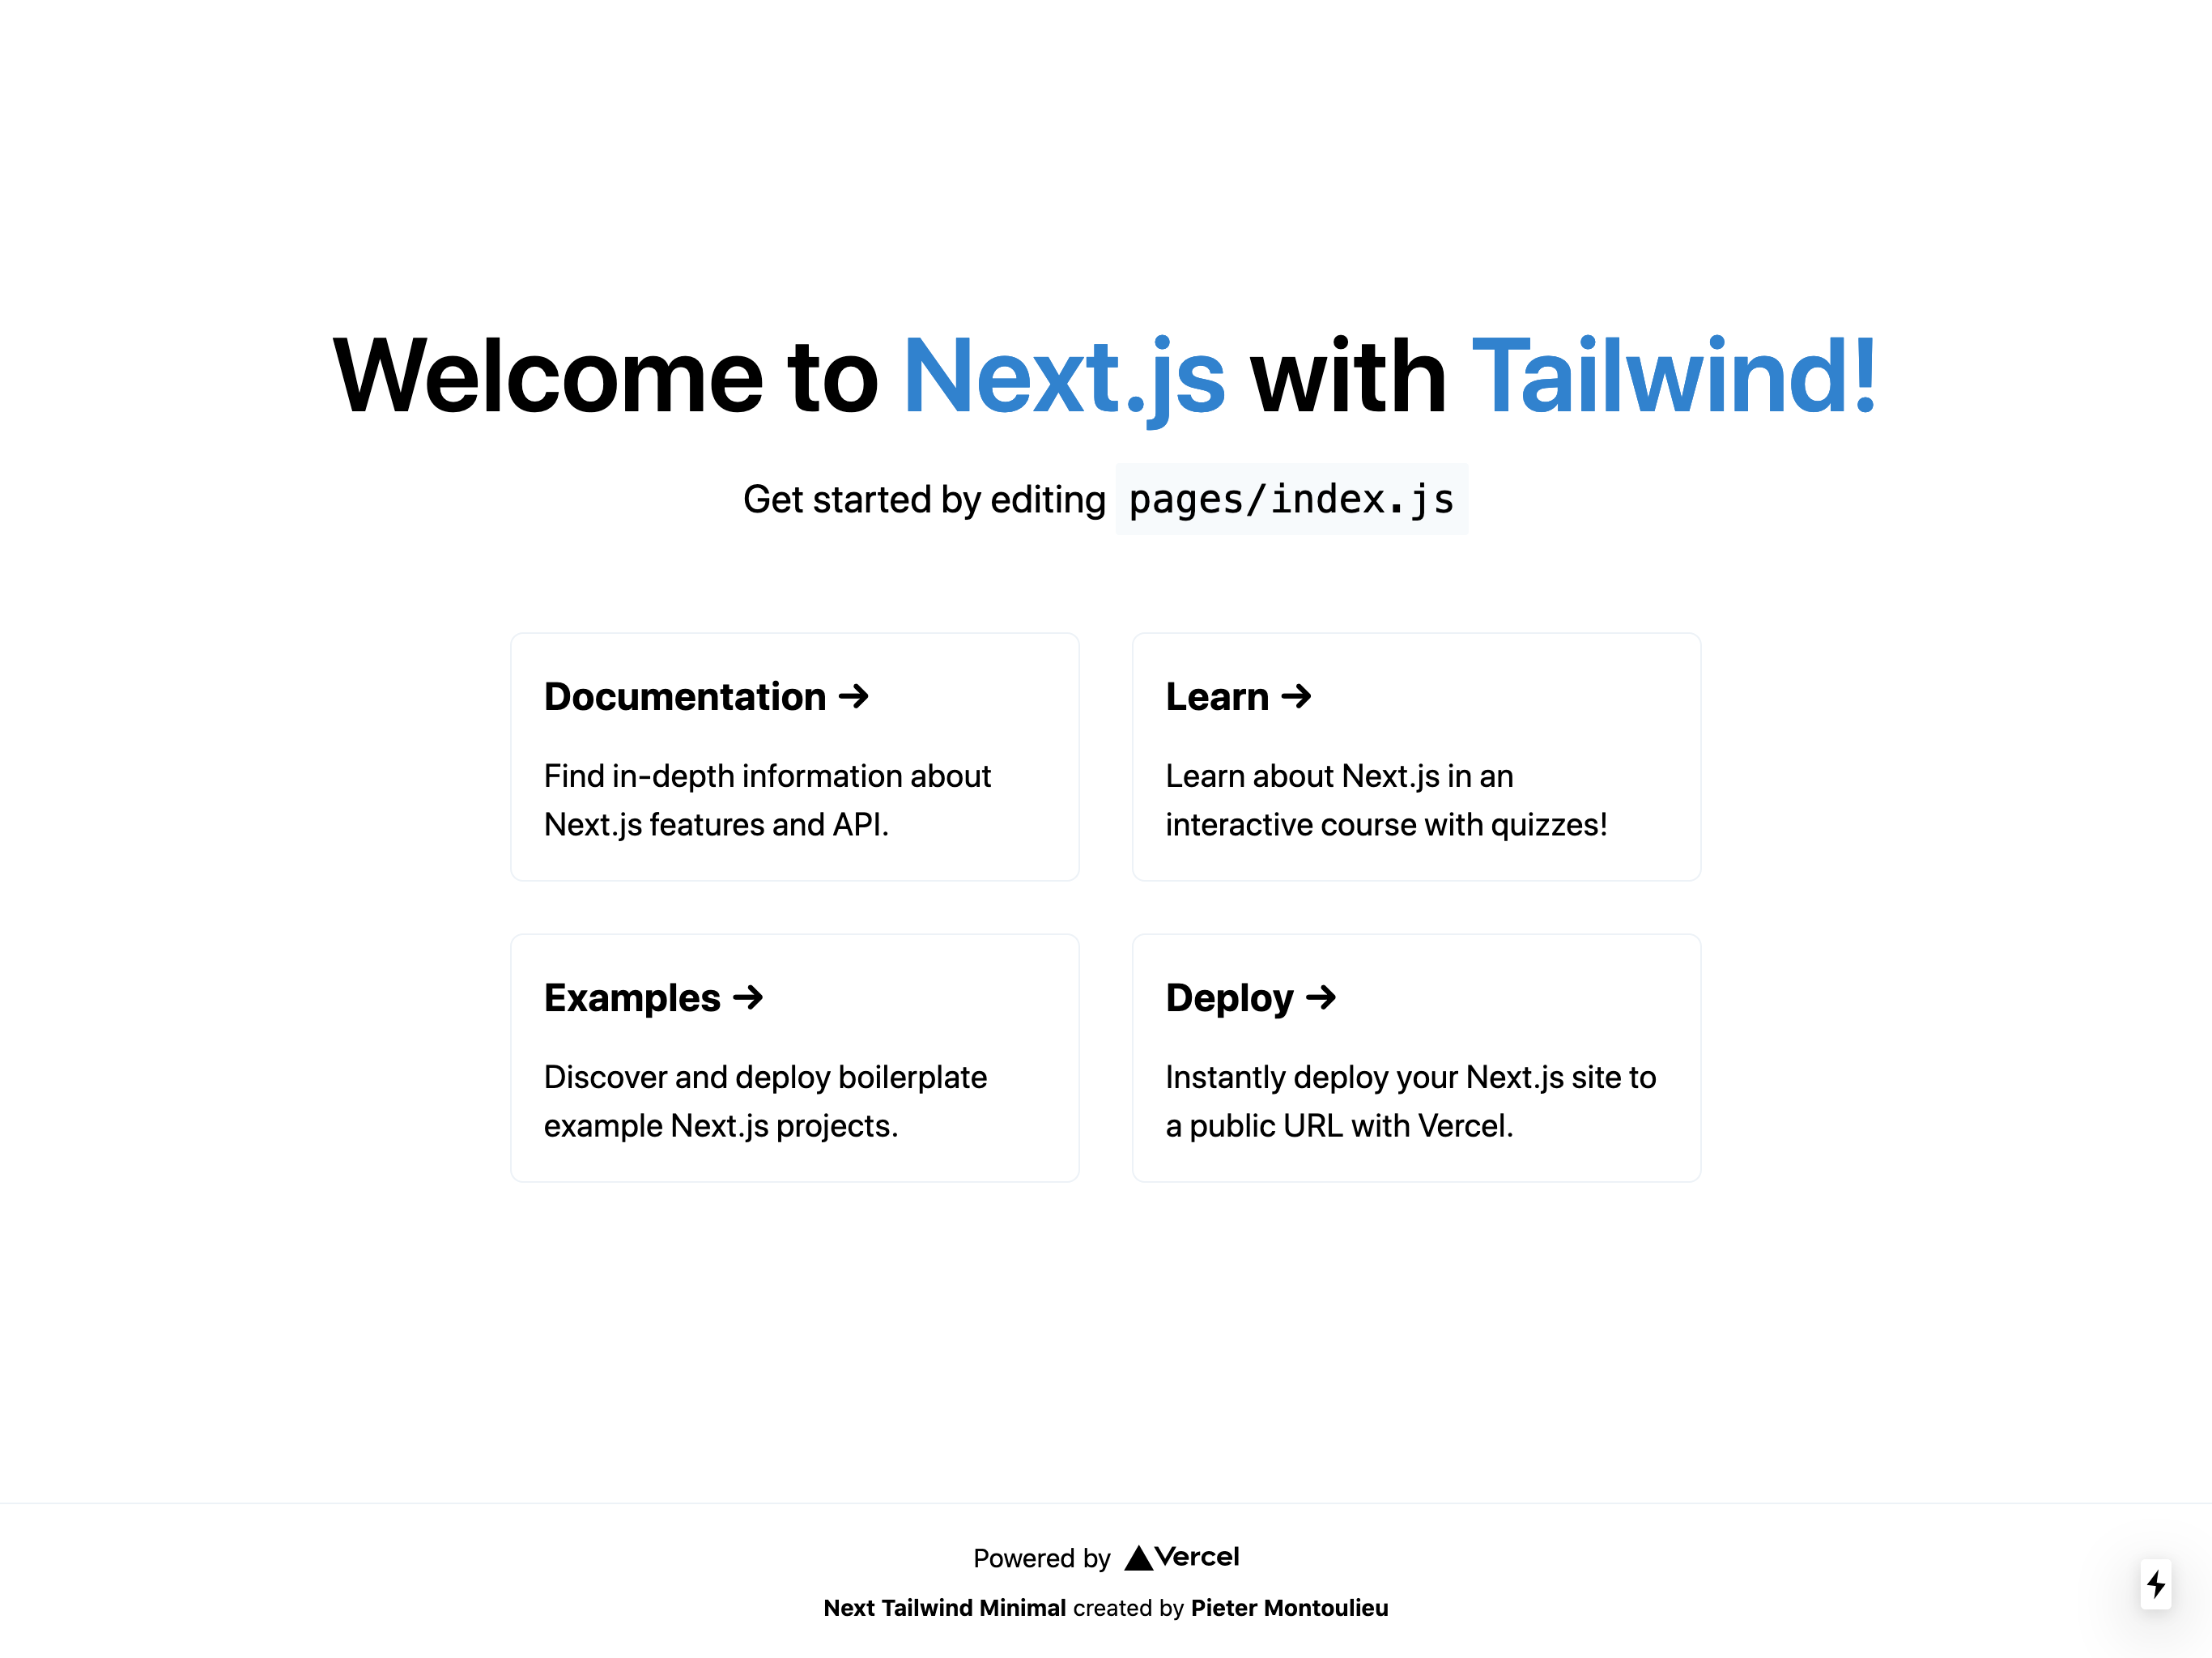 Welcome to Next.js with Tailwind!
Get started by editing pages/index.js
Documentation →
Find in-depth information about
Next.js features and API.
Learn →
Learn about Next.js in an
interactive course with quizzes!
Examples →
Discover and deploy boilerplate
example Next.js projects.
Deploy →
Instantly deploy your Next.js site to
a public URL with Vercel.
Powered by Vercel
Next Tailwind Minimal created by Pieter Montoulieu